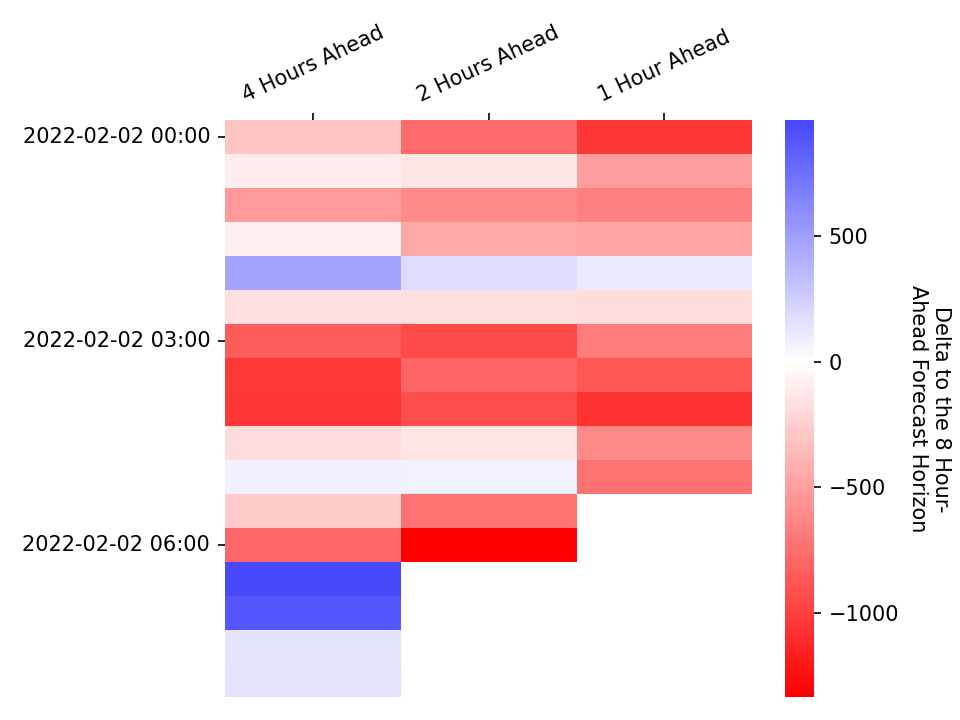 4 Hours Ahead
2 Hours Ahead
1 Hour Ahead
2022-02-02 00:00
2022-02-02 03:00
2022-02-02 06:00
500
0
−500
−1000
Delta to the 8 Hour-
Ahead Forecast Horizon